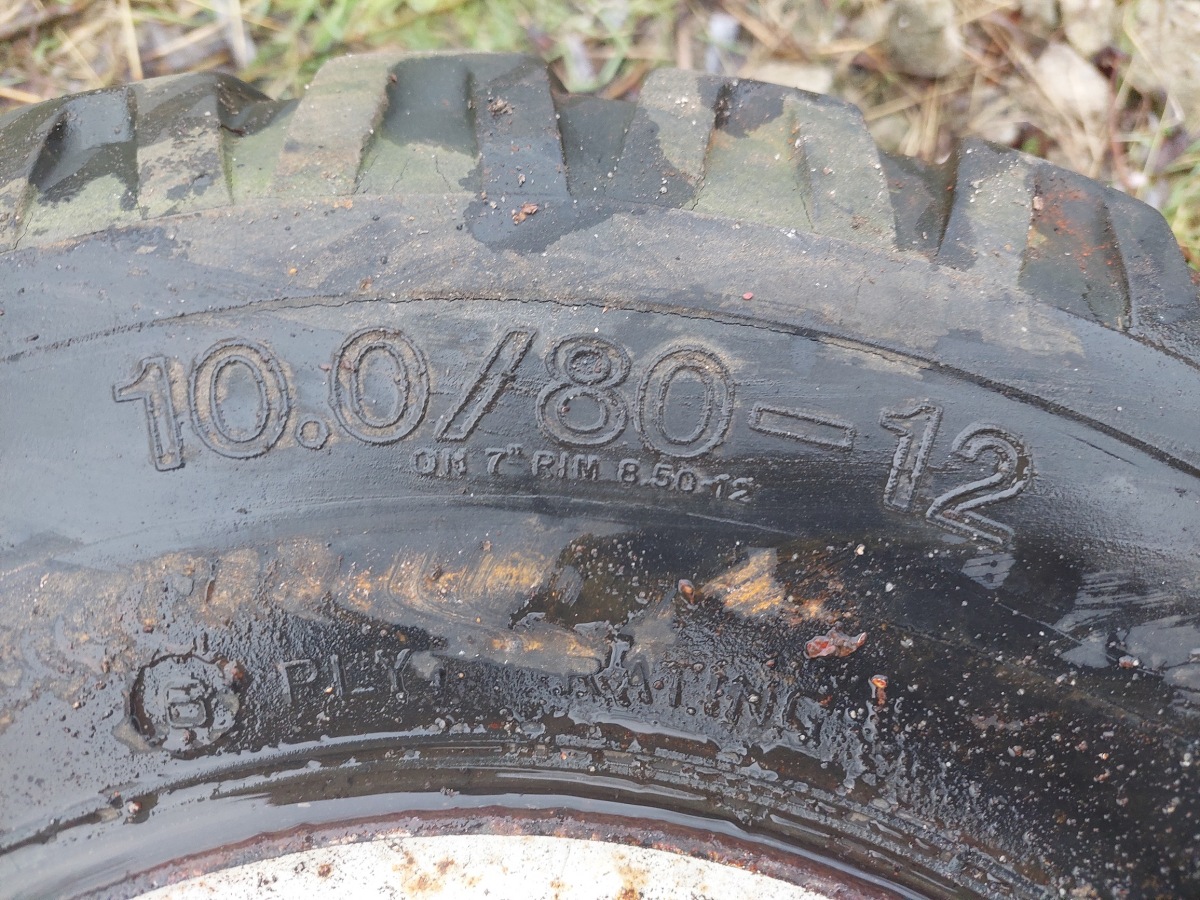 10.0/80-12
ON 7" RIM 8.50-12
6 PLY RATING